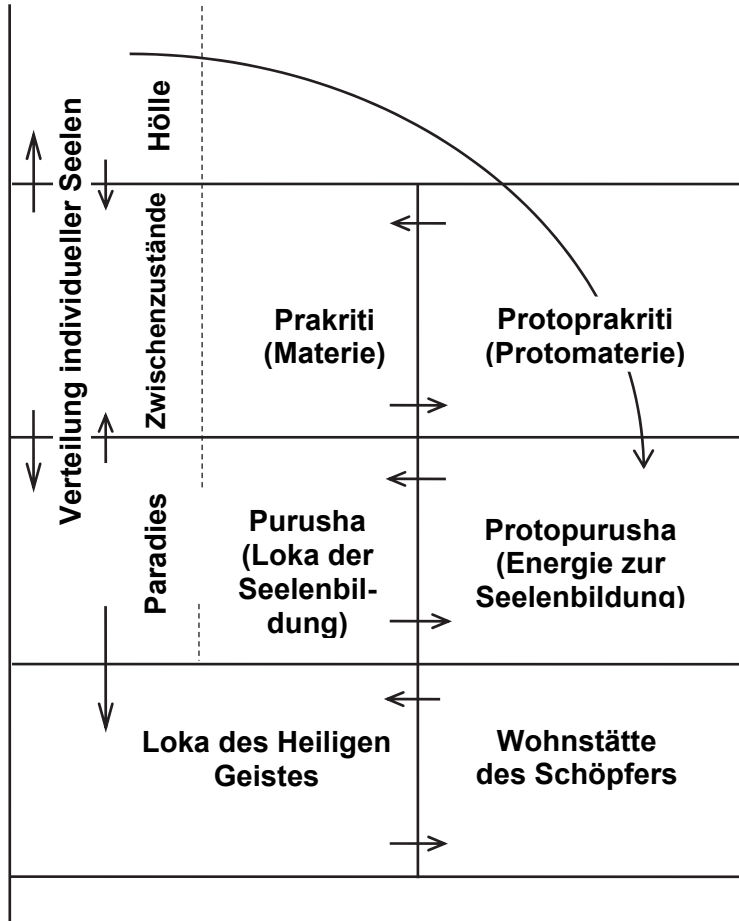 Verteilung individueller Seelen
Hölle
Zwischenzustände
Paradies
Prakriti
(Materie)
Protoprakriti
(Protomaterie)
Purusha
(Loka der
Seelenbil-
dung)
Protopurusha
(Energie zur
Seelenbildung)
Loka des Heiligen
Geistes
Wohnstätte
des Schöpfers